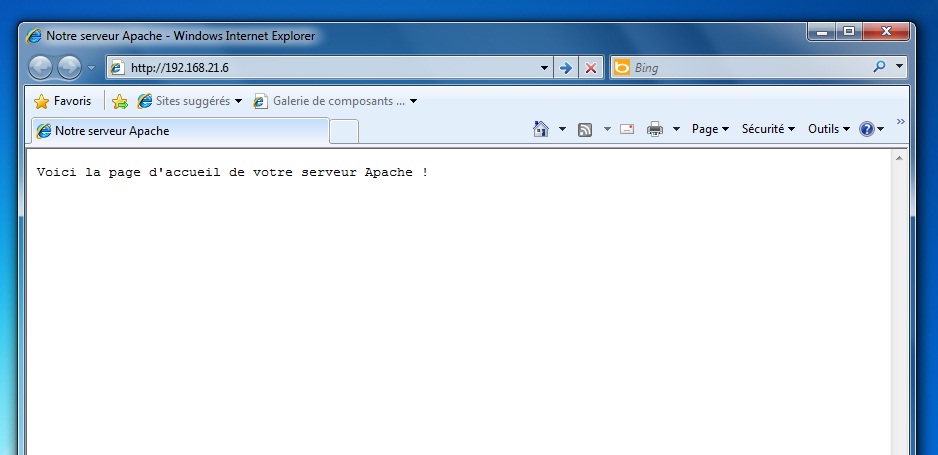 Notre serveur Apache - Windows Internet Explorer
http://192.168.21.6 Bing
Favoris Sites suggérés Galerie de composants ...
Notre serveur Apache Page Sécurité Outils
Voici la page d'accueil de votre serveur Apache !